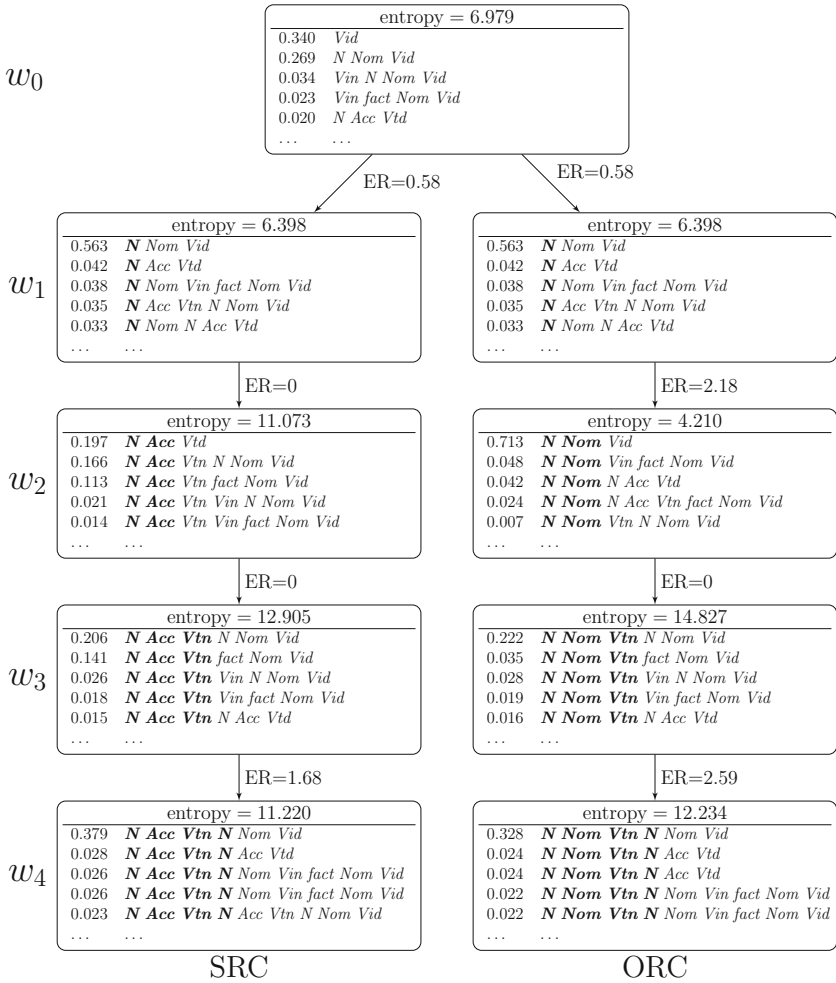 entropy = 6.979
0.340 Vid
0.269 N Nom Vid
w0
0.034 Vin N Nom Vid
0.023 Vin fact Nom Vid
0.020 N Acc Vtd
... ...
ER=0.58
ER=0.58
entropy = 6.398
0.563 N Nom Vid
0.042 N Acc Vtd
w1
0.038 N Nom Vin fact Nom Vid
0.035 N Acc Vtn N Nom Vid
0.033 N Nom N Acc Vtd
... ...
entropy = 6.398
0.563 N Nom Vid
0.042 N Acc Vtd
0.038 N Nom Vin fact Nom Vid
0.035 N Acc Vtn N Nom Vid
0.033 N Nom N Acc Vtd
... ...
ER=0
ER=2.18
entropy = 11.073
0.197 N Acc Vtd
0.166 N Acc Vtn N Nom Vid
w2
0.113 N Acc Vtn fact Nom Vid
0.021 N Acc Vtn Vin N Nom Vid
0.014 N Acc Vtn Vin fact Nom Vid
... ...
entropy = 4.210
0.713 N Nom Vid
0.048 N Nom Vin fact Nom Vid
0.042 N Nom N Acc Vtd
0.024 N Nom N Acc Vtn fact Nom Vid
0.007 N Nom Vtn N Nom Vid
... ...
ER=0
ER=0
entropy = 12.905
0.206 N Acc Vtn N Nom Vid
0.141 N Acc Vtn fact Nom Vid
w3
0.026 N Acc Vtn Vin N Nom Vid
0.018 N Acc Vtn Vin fact Nom Vid
0.015 N Acc Vtn N Acc Vtd
... ...
entropy = 14.827
0.222 N Nom Vtn N Nom Vid
0.035 N Nom Vtn fact Nom Vid
0.028 N Nom Vtn Vin N Nom Vid
0.019 N Nom Vtn Vin fact Nom Vid
0.016 N Nom Vtn N Acc Vtd
... ...
ER=1.68
ER=2.59
entropy = 11.220
0.379 N Acc Vtn N Nom Vid
0.028 N Acc Vtn N Acc Vtd
w4
0.026 N Acc Vtn N Nom Vin fact Nom Vid
0.026 N Acc Vtn N Nom Vin fact Nom Vid
0.023 N Acc Vtn N Acc Vtn N Nom Vid
... ...
entropy = 12.234
0.328 N Nom Vtn N Nom Vid
0.024 N Nom Vtn N Acc Vtd
0.024 N Nom Vtn N Acc Vtd
0.022 N Nom Vtn N Nom Vin fact Nom Vid
0.022 N Nom Vtn N Nom Vin fact Nom Vid
... ...
SRC
ORC